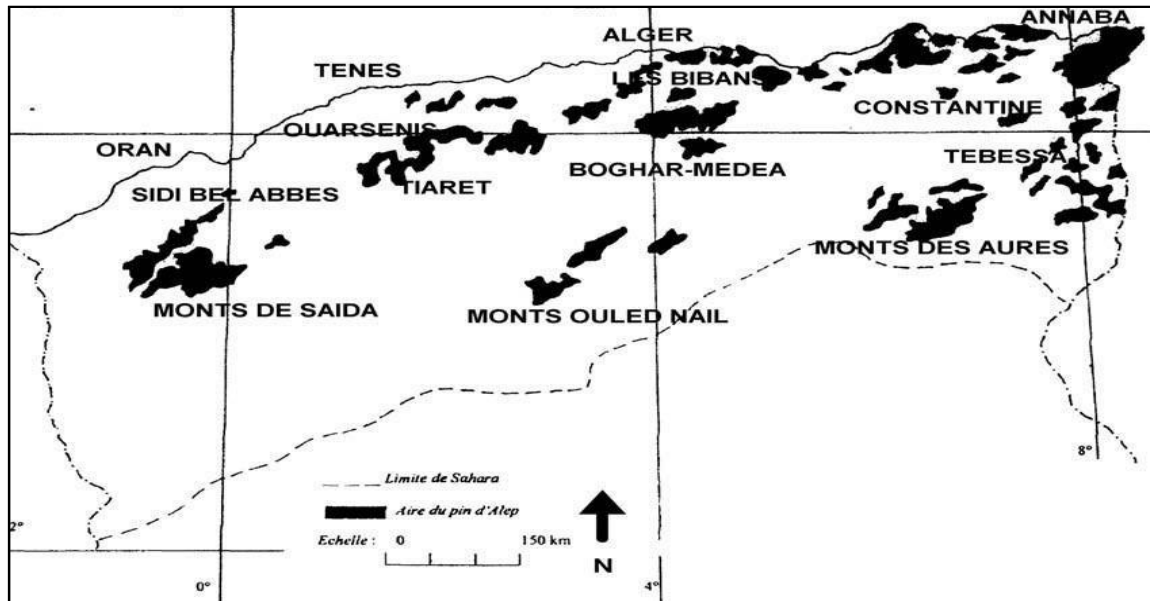 ANNABA
ALGER
TENES
LES BIBANS
CONSTANTINE
OUARSENIS
ORAN
TEBESSA
BOGHAR-MEDEA
TIARET
SIDI BEL ABBES
MONTS DES AURES
MONTS DE SAIDA
MONTS OULED NAIL
8°
Limite de Sahara
Aire du pin d'Alep
2°
Echelle : 0 150 km
N
0°
4°